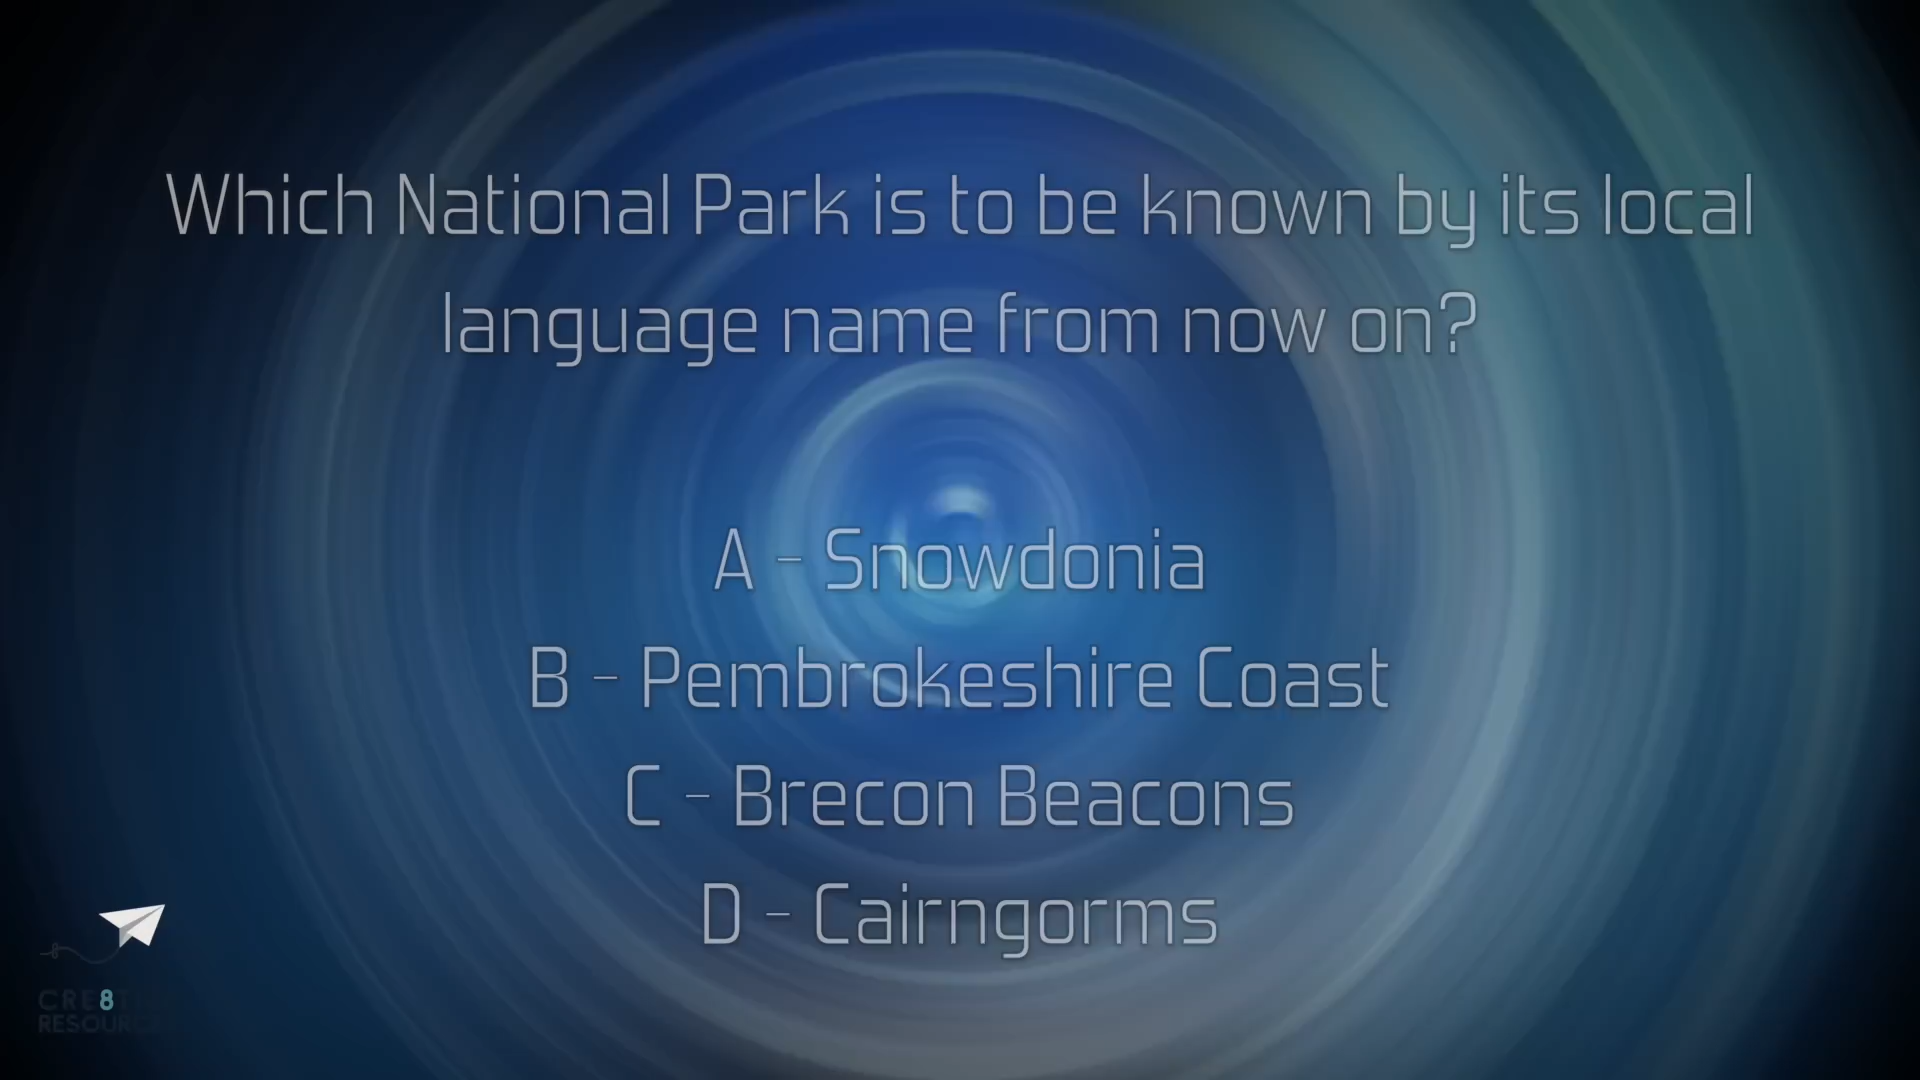 Which National Park is to be known by its local
language name from now on?
A - Snowdonia
B - Pembrokeshire Coast
C - Brecon Beacons
D - Cairngorms